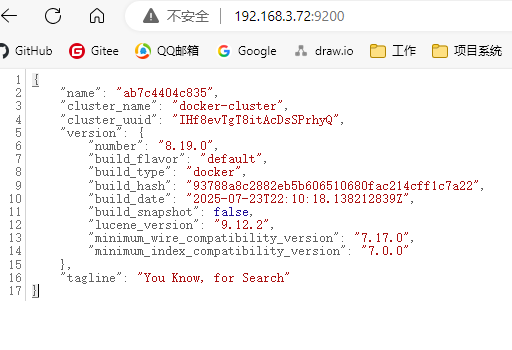 不安全 192.168.3.72:9200
GitHub Gitee QQ邮箱 Google draw.io 工作 项目系统
1 {
2 "name": "ab7c4404c835",
3 "cluster_name": "docker-cluster",
4 "cluster_uuid": "IHf8evTgT8itAcDsSPrhyQ",
5 "version": {
6 "number": "8.19.0",
7 "build_flavor": "default",
8 "build_type": "docker",
9 "build_hash": "93788a8c2882eb5b606510680fac214cff1c7a22",
10 "build_date": "2025-07-23T22:10:18.138212839Z",
11 "build_snapshot": false,
12 "lucene_version": "9.12.2",
13 "minimum_wire_compatibility_version": "7.17.0",
14 "minimum_index_compatibility_version": "7.0.0"
15 },
16 "tagline": "You Know, for Search"
17 }